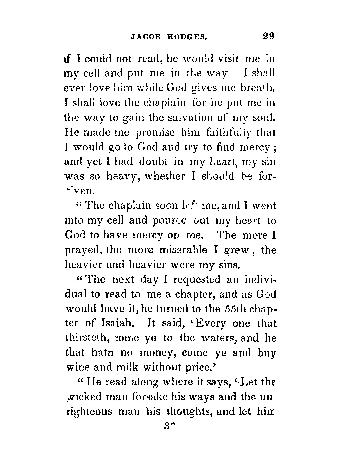 JACOB HODGES. 29
if I could not read, he would visit me in
my cell and put me in the way I shall
ever love him while God gives me breath.
I shall love the chaplain for he put me in
the way to gain the salvation of my soul.
He made me promise him faithfully that
I would go to God and try to find mercy;
and yet I had doubt in my heart, my sin
was so heavy, whether I should be for-
given.
"The chaplain soon left me, and I went
into my cell and poured out my heart to
God to have mercy on me. The more I
prayed, the more miserable I grew, the
heavier and heavier were my sins.
"The next day I requested an indivi-
dual to read to me a chapter, and as God
would have it, he turned to the 55th chap-
ter of Isaiah. It said, 'Every one that
thirsteth, come ye to the waters, and he
that hath no money, come ye and buy
wine and milk without price.'
"He read along where it says, 'Let the
wicked man forsake his ways and the un
righteous man his thoughts, and let him
3*